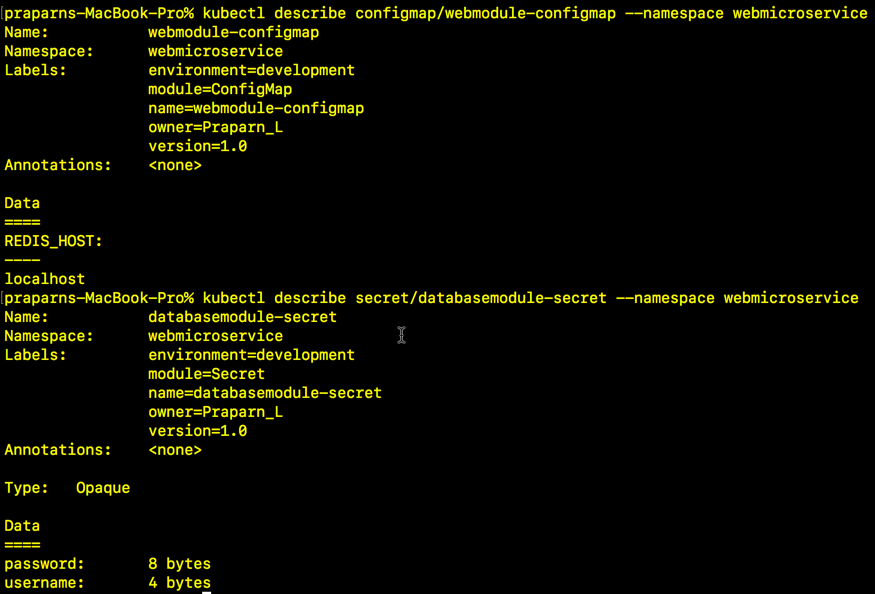 praparns-MacBook-Pro% kubectl describe configmap/webmodule-configmap --namespace webmicroservice
Name:           webmodule-configmap
Namespace:      webmicroservice
Labels:         environment=development
                module=ConfigMap
                name=webmodule-configmap
                owner=Praparn_L
                version=1.0
Annotations:    <none>

Data
====
REDIS_HOST:
----
localhost
praparns-MacBook-Pro% kubectl describe secret/databasemodule-secret --namespace webmicroservice
Name:           databasemodule-secret
Namespace:      webmicroservice
Labels:         environment=development
                module=Secret
                name=databasemodule-secret
                owner=Praparn_L
                version=1.0
Annotations:    <none>

Type:   Opaque

Data
====
password:       8 bytes
username:       4 bytes